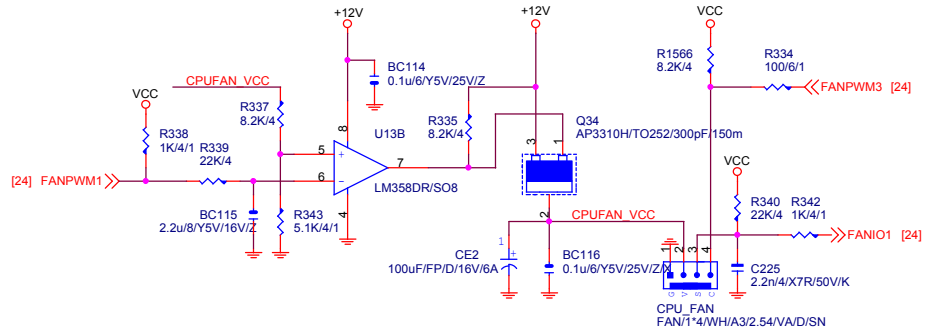 +12V
+12V
VCC
BC114
0.1u/6/Y5V/25V/Z
R1566
8.2K/4
R334
100/6/1
CPUFAN_VCC
FANPWM3 [24]
VCC
R337
8.2K/4
R338
1K/4/1
R339
22K/4
8
U13B
R335
8.2K/4
Q34
AP3310H/TO252/300pF/150m
3
1
5
+
7
6
-
LM358DR/SO8
[24] FANPWM1
VCC
4
BC115
2.2u/8/Y5V/16V/Z
R343
5.1K/4/1
2
CPUFAN_VCC
R340
22K/4
R342
1K/4/1
FANIO1 [24]
1
+
CE2
100uF/FP/D/16V/6A
BC116
0.1u/6/Y5V/25V/Z/X
1
2
3
4
C225
2.2n/4/X7R/50V/K
G
V
S
C
CPU_FAN
FAN/1*4/WH/A3/2.54/VA/D/SN